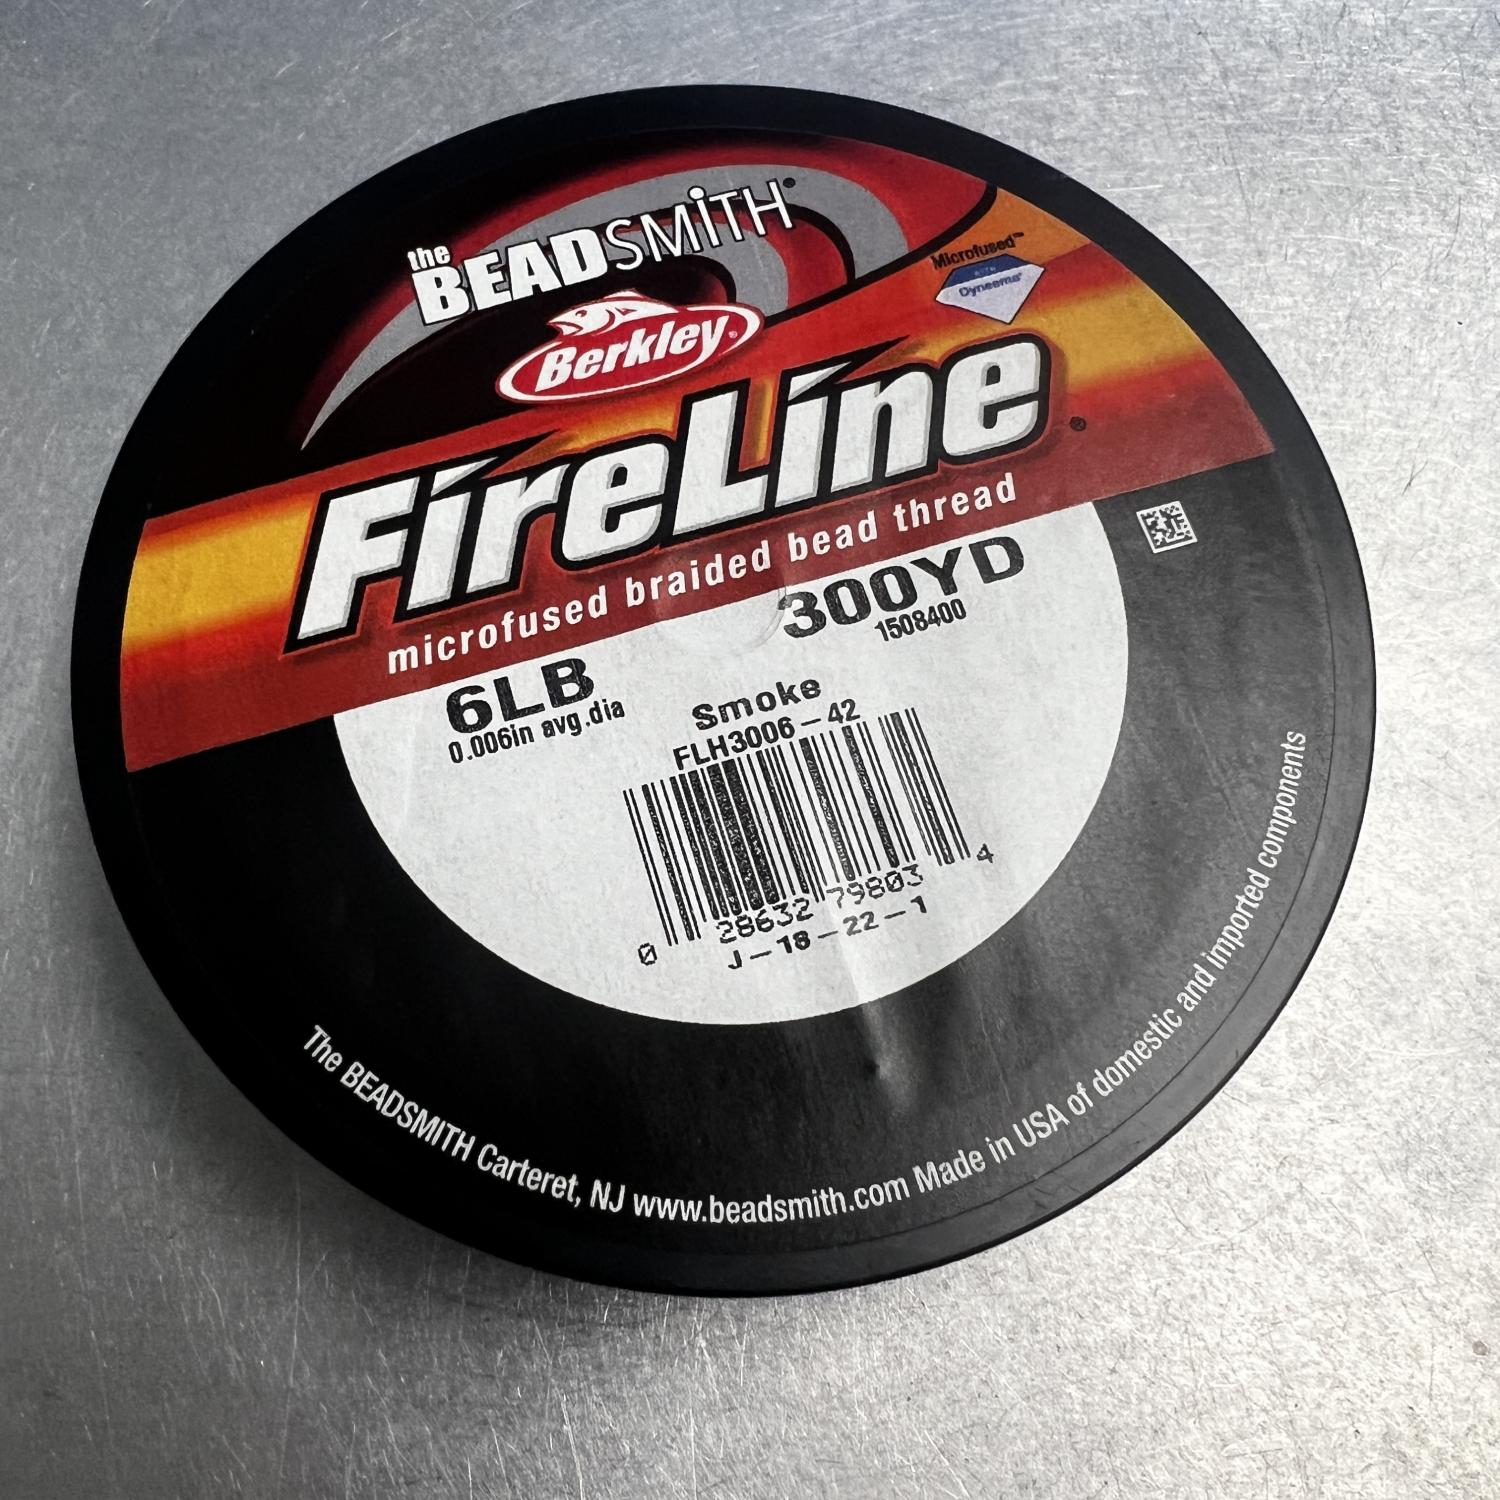 the
BEADSMiTH
Berkley
Microfused™
WITH
Dyneema®
FireLine®
microfused braided bead thread
300YD
1508400
6LB
0.006in avg.dia
Smoke
FLH3006-42
0 28632 79803 4
J-18-22-1
The BEADSMITH Carteret, NJ www.beadsmith.com Made in USA of domestic and imported components